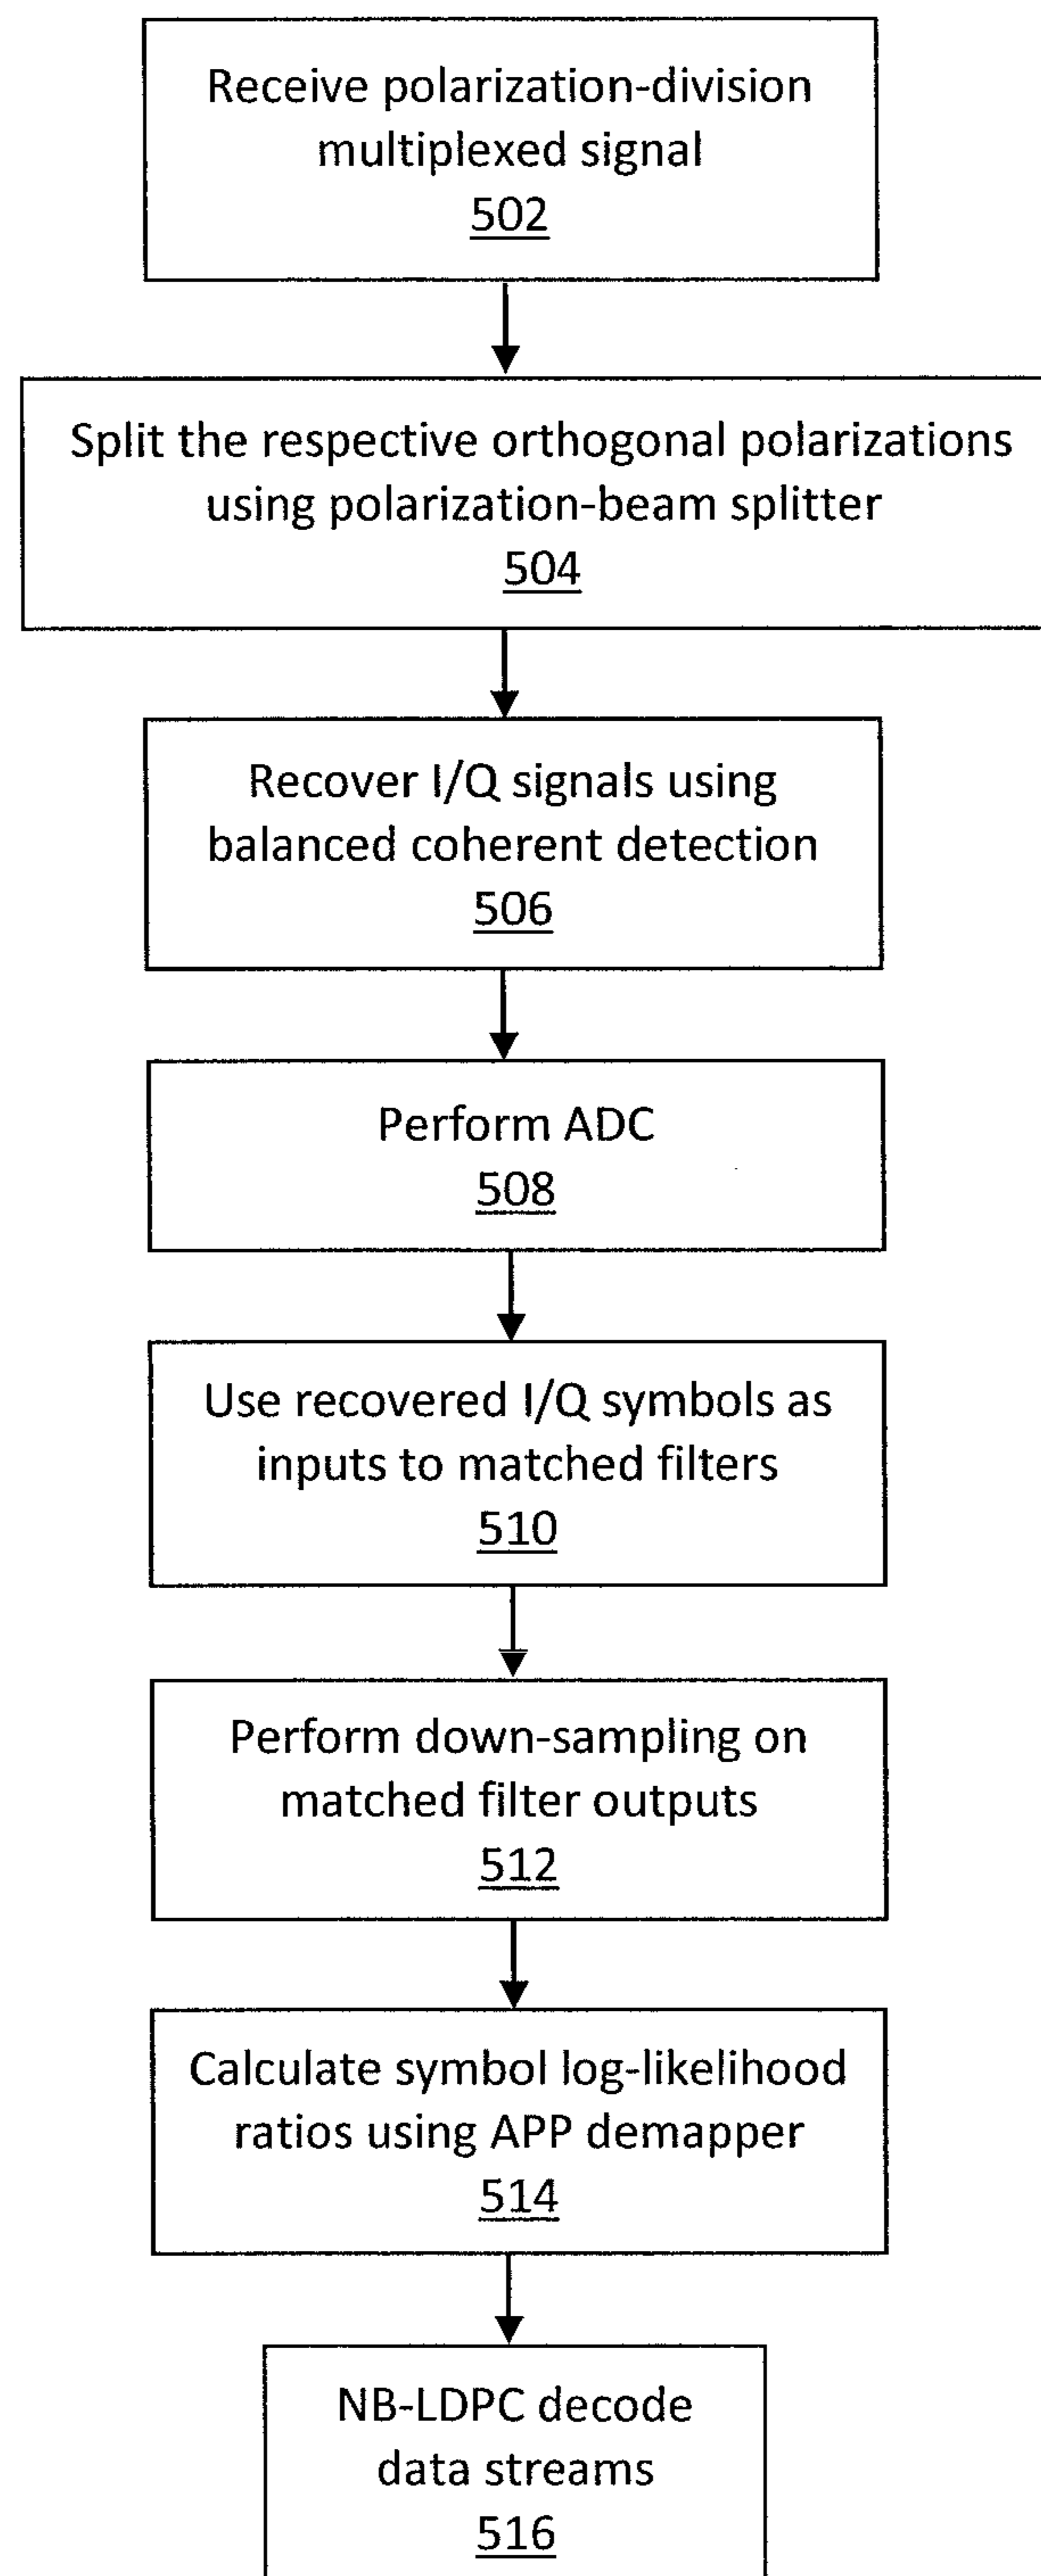 Receive polarization-division
multiplexed signal
502
Split the respective orthogonal polarizations
using polarization-beam splitter
504
Recover I/Q signals using
balanced coherent detection
506
Perform ADC
508
Use recovered I/Q symbols as
inputs to matched filters
510
Perform down-sampling on
matched filter outputs
512
Calculate symbol log-likelihood
ratios using APP demapper
514
NB-LDPC decode
data streams
516